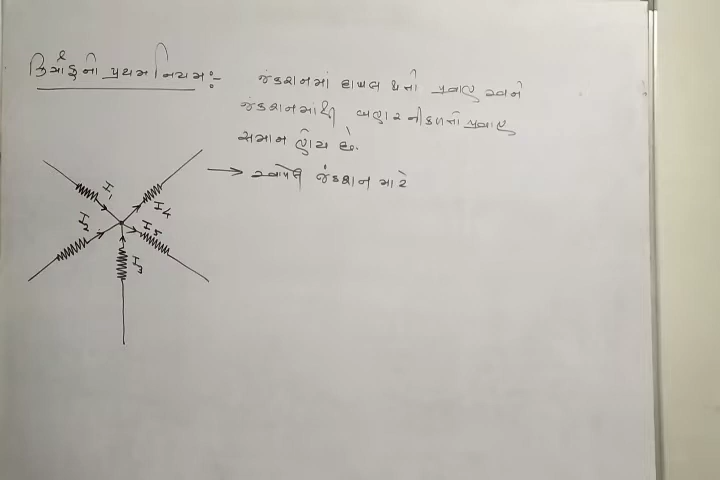 કિર્ચોફનો પ્રથમ નિયમ :-
જંકશનમાં દાખલ થતો પ્રવાહ અને
જંકશનમાંથી બહાર નીકળતો પ્રવાહ
સમાન હોય છે.
→ આપેલ જંકશન માટે
I1
I4
I2
I5
I3